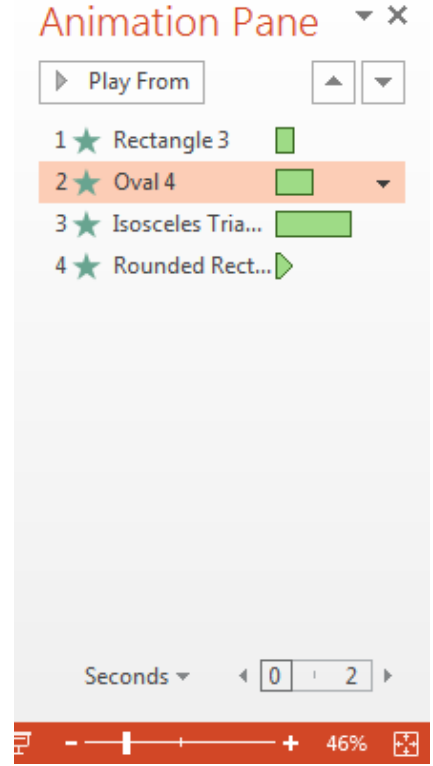 Animation Pane
Play From
1 Rectangle 3
2 Oval 4
3 Isosceles Tria...
4 Rounded Rect...
Seconds 0 2
46%